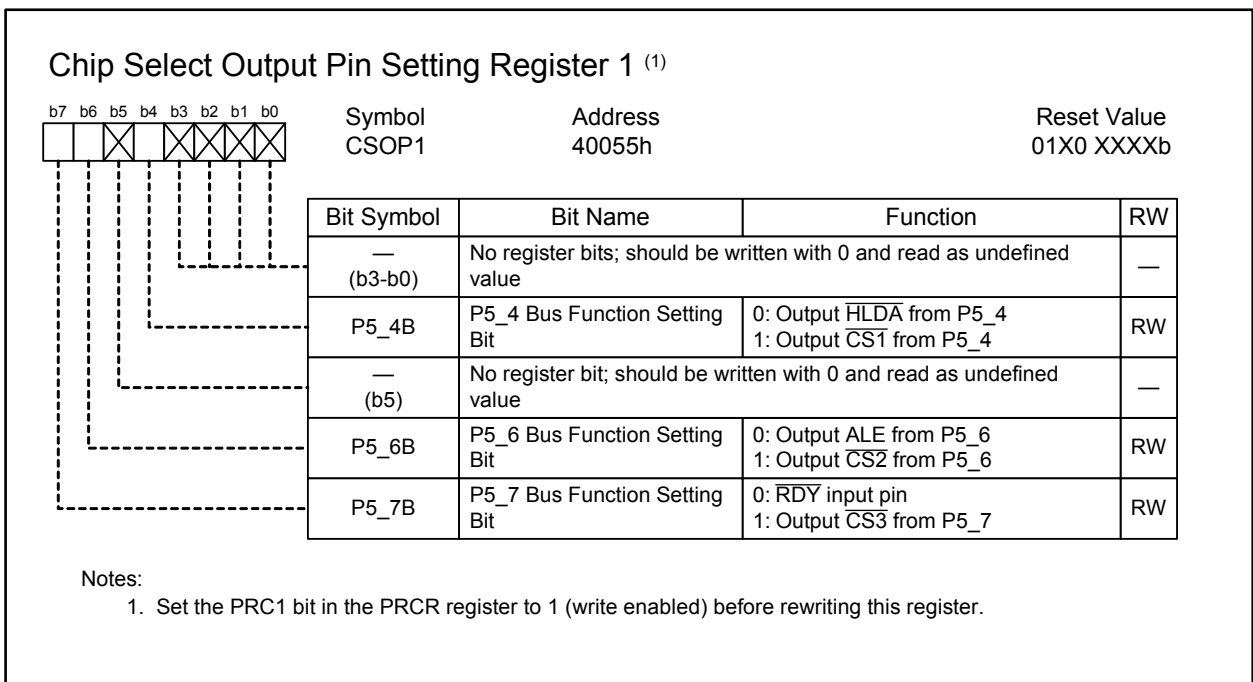 Chip Select Output Pin Setting Register 1 (1)
b7 b6 b5 b4 b3 b2 b1 b0
Symbol Address Reset Value
CSOP1 40055h 01X0 XXXXb
Bit Symbol Bit Name Function RW
— (b3-b0) No register bits; should be written with 0 and read as undefined value —
P5_4B P5_4 Bus Function Setting Bit 0: Output H̅L̅D̅A̅ from P5_4
1: Output C̅S̅1̅ from P5_4 RW
— (b5) No register bit; should be written with 0 and read as undefined value —
P5_6B P5_6 Bus Function Setting Bit 0: Output ALE from P5_6
1: Output C̅S̅2̅ from P5_6 RW
P5_7B P5_7 Bus Function Setting Bit 0: R̅D̅Y̅ input pin
1: Output C̅S̅3̅ from P5_7 RW
Notes:
1. Set the PRC1 bit in the PRCR register to 1 (write enabled) before rewriting this register.